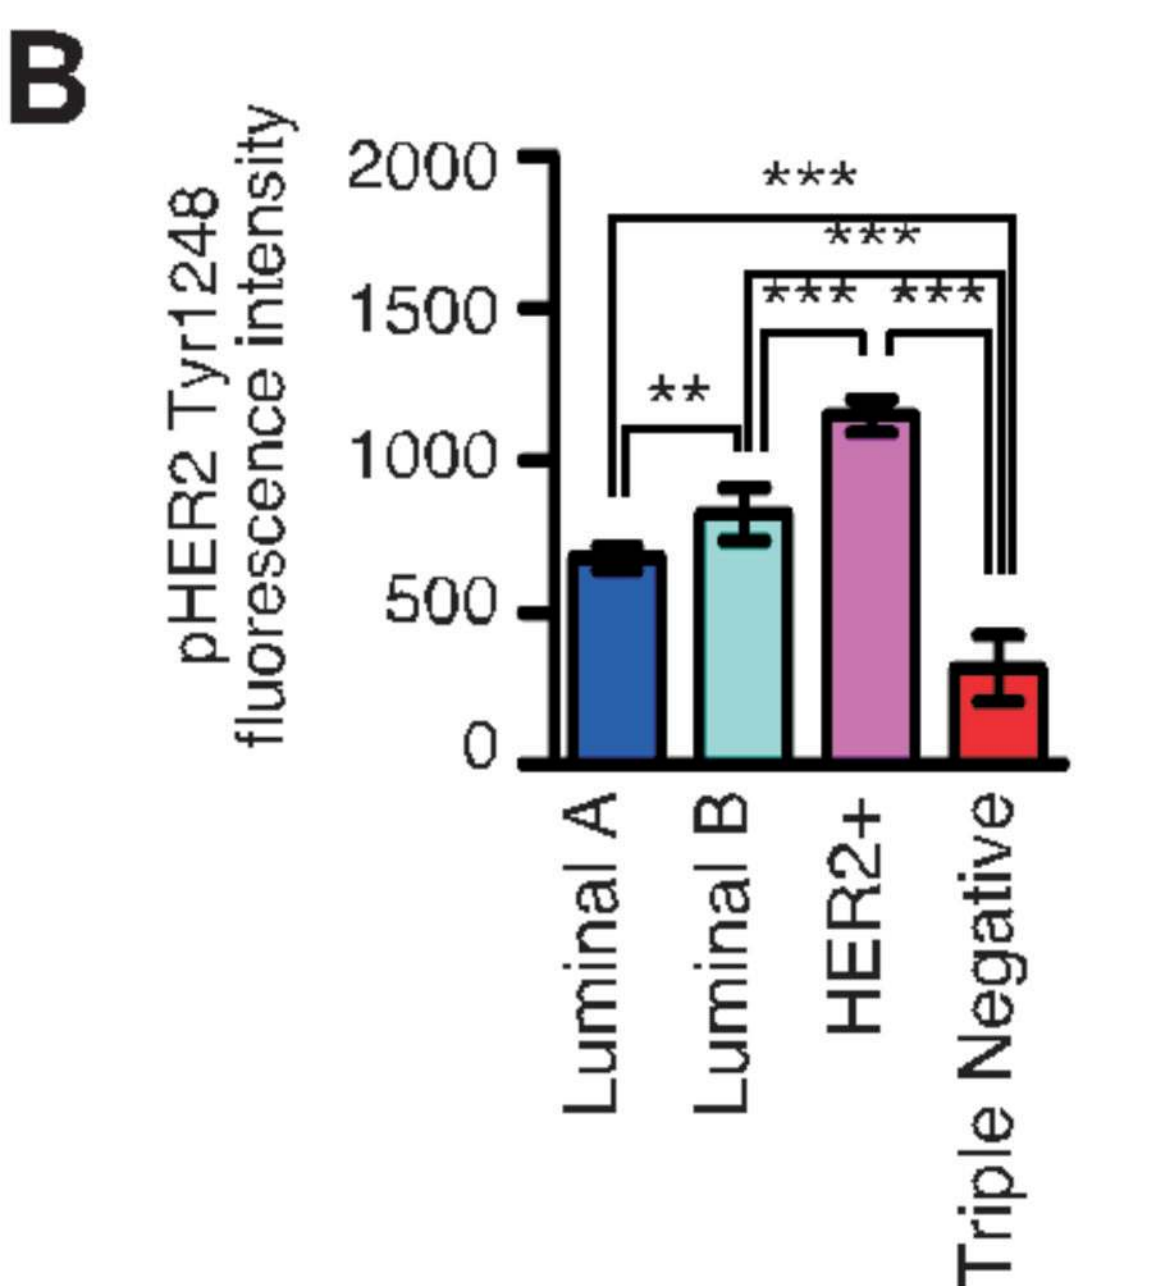 B
pHER2 Tyr1248
fluorescence intensity
2000
1500
1000
500
0
***
***
*** ***
**
Luminal A
Luminal B
HER2+
Triple Negative